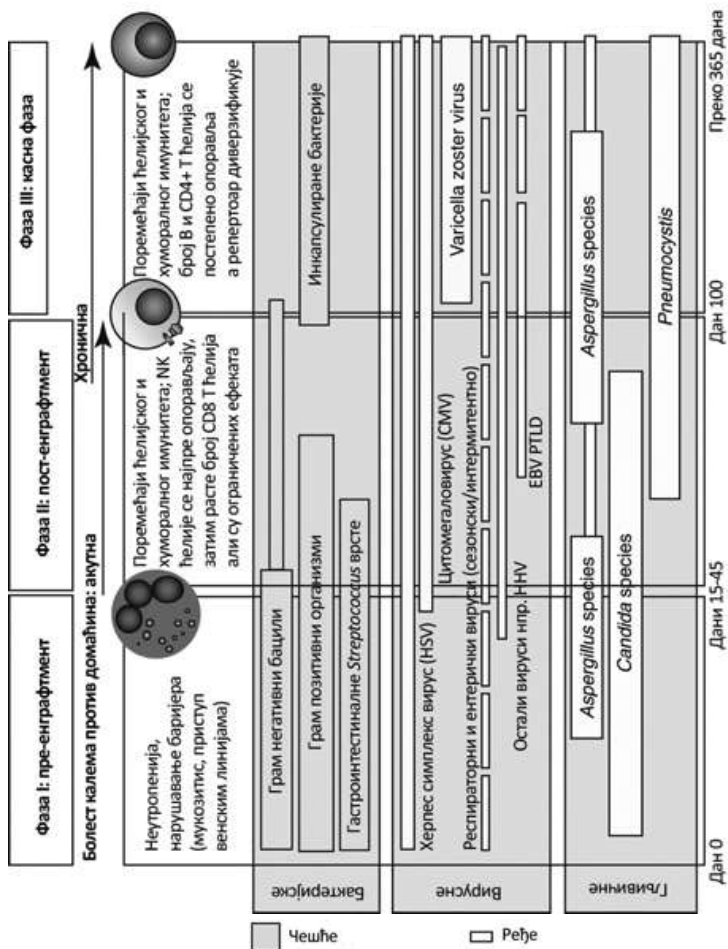 Фаза I: пре-енграфтмент
Фаза II: пост-енграфтмент
Фаза III: касна фаза
Болест калема против домаћина: акутна
Хронична
Неутропенија,
нарушавање баријера
(мукозитис, приступ
венским линијама)
Поремећаји ћелијског и
хуморалног имунитета; NK
ћелије се најпре опорављају,
затим расте број CD8 Т ћелија
али су ограничених ефеката
Поремећаји ћелијског и
хуморалног имунитета;
број В и CD4+ Т ћелија се
постепено опоравља
а репертоар диверзификује
Бактеријске
Грам негативни бацили
Грам позитивни организми
Инкапсулиране бактерије
Гастроинтестиналне Streptococcus врсте
Вирусне
Херпес симплекс вирус (HSV)
Цитомегаловирус (CMV)
Varicella zoster virus
Респираторни и ентерички вируси (сезонски/интермитентно)
Остали вируси нпр. HHV
EBV PTLD
Гљивичне
Aspergillus species
Aspergillus species
Candida species
Pneumocystis
Дан 0
Дани 15-45
Дан 100
Преко 365 дана
Чешће
Ређе